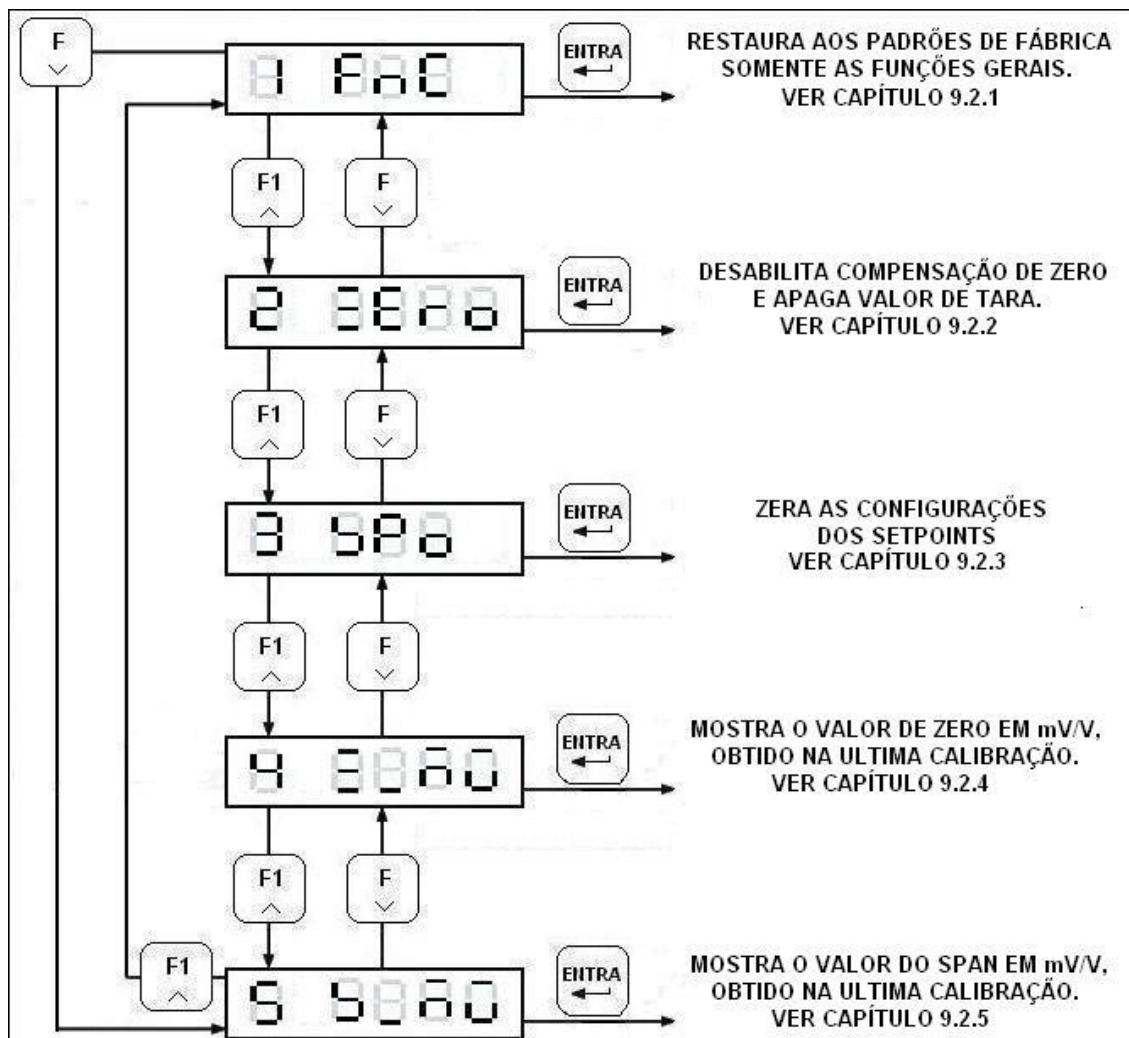 F
1 FnC
ENTRA
RESTAURA AOS PADRÕES DE FÁBRICA
SOMENTE AS FUNÇÕES GERAIS.
VER CAPÍTULO 9.2.1
F1
F
2 ZEro
ENTRA
DESABILITA COMPENSAÇÃO DE ZERO
E APAGA VALOR DE TARA.
VER CAPÍTULO 9.2.2
F1
F
3 SPo
ENTRA
ZERA AS CONFIGURAÇÕES
DOS SETPOINTS
VER CAPÍTULO 9.2.3
F1
F
4 Z_nU
ENTRA
MOSTRA O VALOR DE ZERO EM mV/V,
OBTIDO NA ULTIMA CALIBRAÇÃO.
VER CAPÍTULO 9.2.4
F1
F
F1
5 S_nU
ENTRA
MOSTRA O VALOR DO SPAN EM mV/V,
OBTIDO NA ULTIMA CALIBRAÇÃO.
VER CAPÍTULO 9.2.5